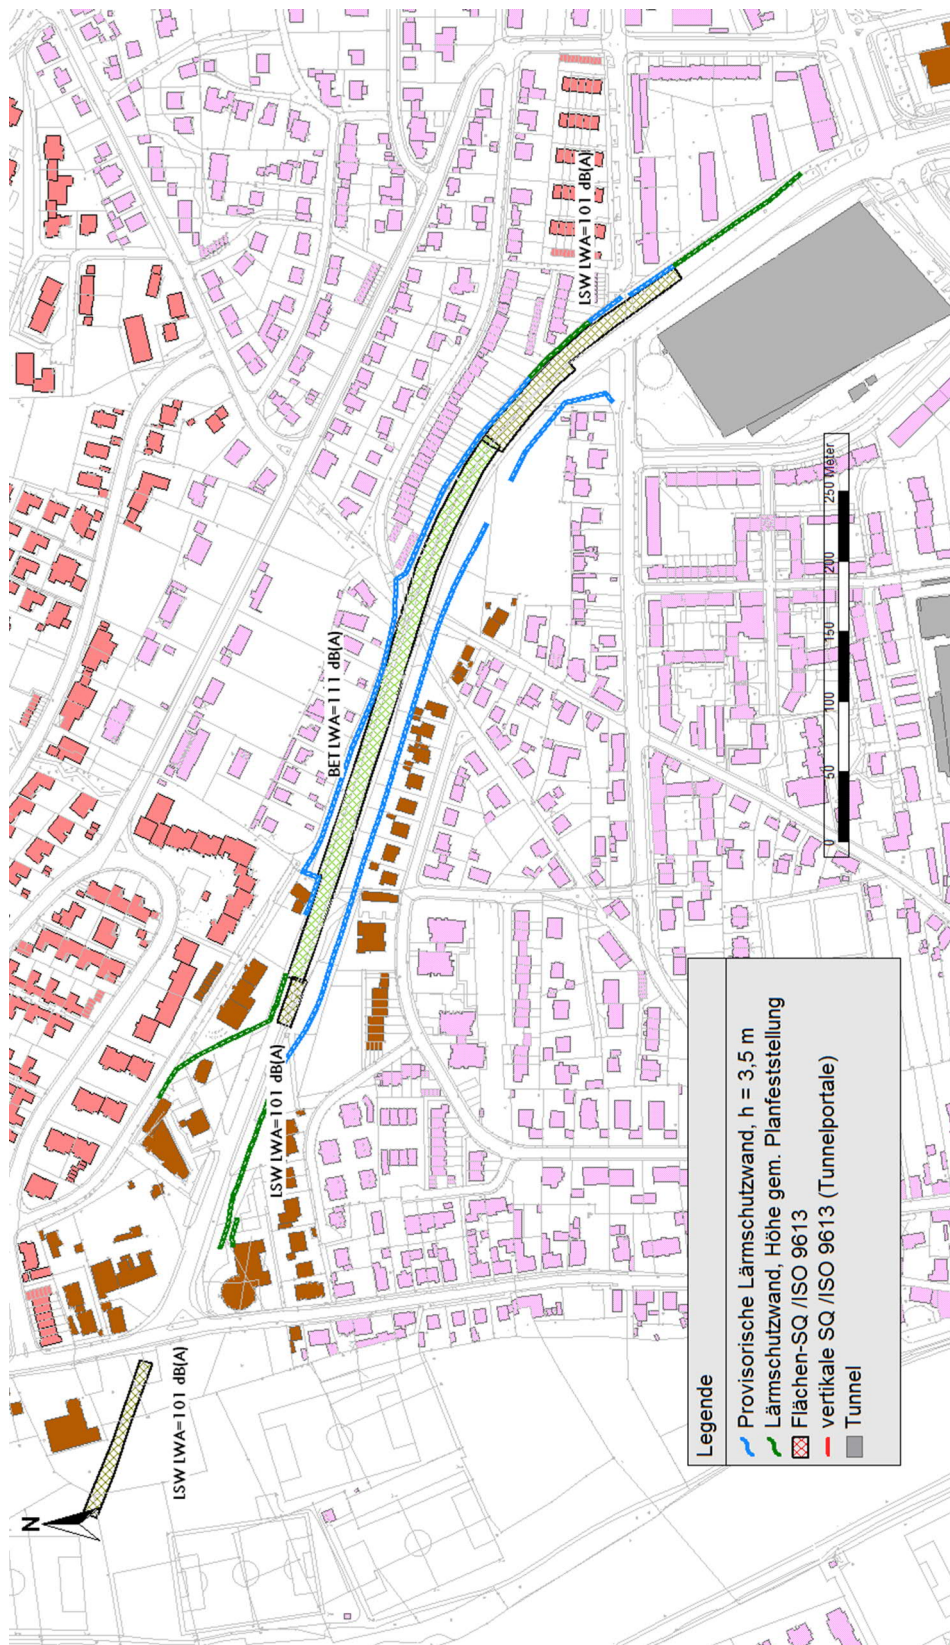 N
LSW LWA=101 dB(A)
LSW LWA=101 dB(A)
BET LWA=111 dB(A)
LSW LWA=101 dB(A)
0 50 100 150 200 250 Meter
Legende
Provisorische Lärmschutzwand, h = 3,5 m
Lärmschutzwand, Höhe gem. Planfeststellung
Flächen-SQ /ISO 9613
vertikale SQ /ISO 9613 (Tunnelportale)
Tunnel